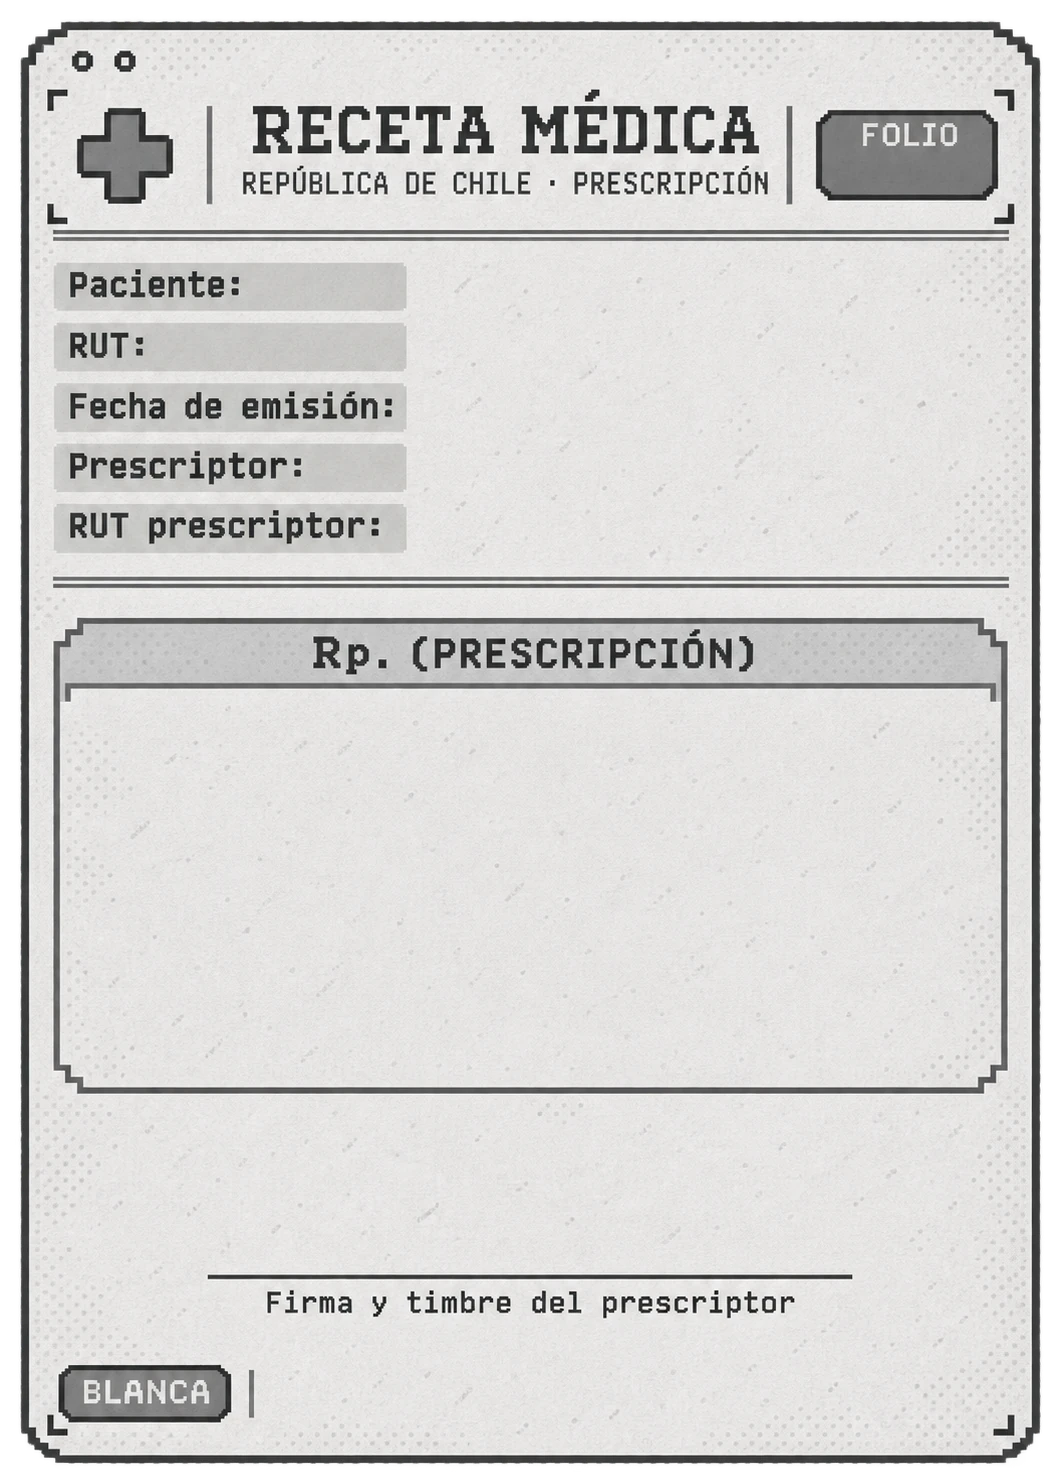 RECETA MÉDICA
REPÚBLICA DE CHILE · PRESCRIPCIÓN
FOLIO
Paciente:
RUT:
Fecha de emisión:
Prescriptor:
RUT prescriptor:
Rp. (PRESCRIPCIÓN)
Firma y timbre del prescriptor
BLANCA